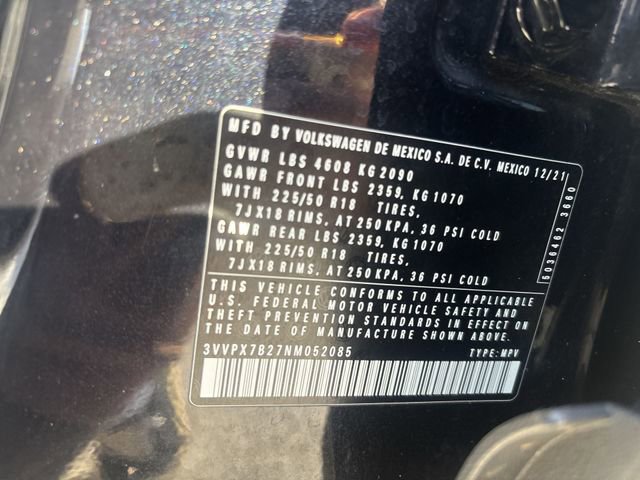 MFD BY VOLKSWAGEN DE MEXICO S.A. DE C.V. MEXICO 12/21
GVWR LBS 4608 KG 2090
GAWR FRONT LBS 2359, KG 1070
WITH 225/50 R18 TIRES,
7JX18 RIMS, AT 250 KPA, 36 PSI COLD
GAWR REAR LBS 2359, KG 1070
WITH 225/50 R18 TIRES,
7JX18 RIMS, AT 250 KPA, 36 PSI COLD
THIS VEHICLE CONFORMS TO ALL APPLICABLE
U.S. FEDERAL MOTOR VEHICLE SAFETY AND
THEFT PREVENTION STANDARDS IN EFFECT ON
THE DATE OF MANUFACTURE SHOWN ABOVE.
3VVPX7B27NM052085 TYPE: MPV
5036462 3660